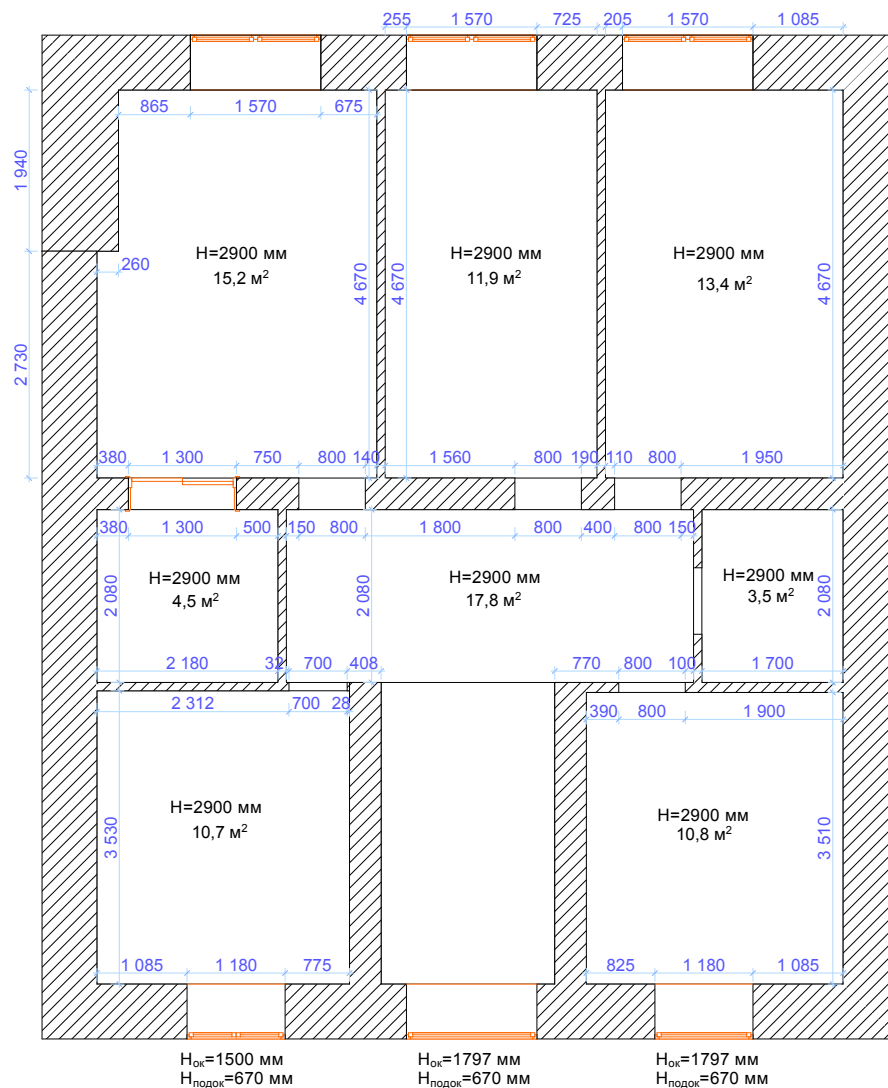 255 1 570 725 205 1 570 1 085
865 1 570 675
1 940
260
H=2900 мм
15,2 м²
H=2900 мм
11,9 м²
H=2900 мм
13,4 м²
4 670
4 670
4 670
2 730
380 1 300 750 800 140 1 560 800 190 110 800 1 950
380 1 300 500 150 800 1 800 800 400 800 150
2 080
H=2900 мм
4,5 м²
2 080
H=2900 мм
17,8 м²
H=2900 мм
3,5 м²
2 080
2 180 32 700 408 770 800 100 1 700
2 312 700 28 390 800 1 900
3 530
H=2900 мм
10,7 м²
H=2900 мм
10,8 м²
3 510
1 085 1 180 775 825 1 180 1 085
Hок=1500 мм
Hподок=670 мм
Hок=1797 мм
Hподок=670 мм
Hок=1797 мм
Hподок=670 мм